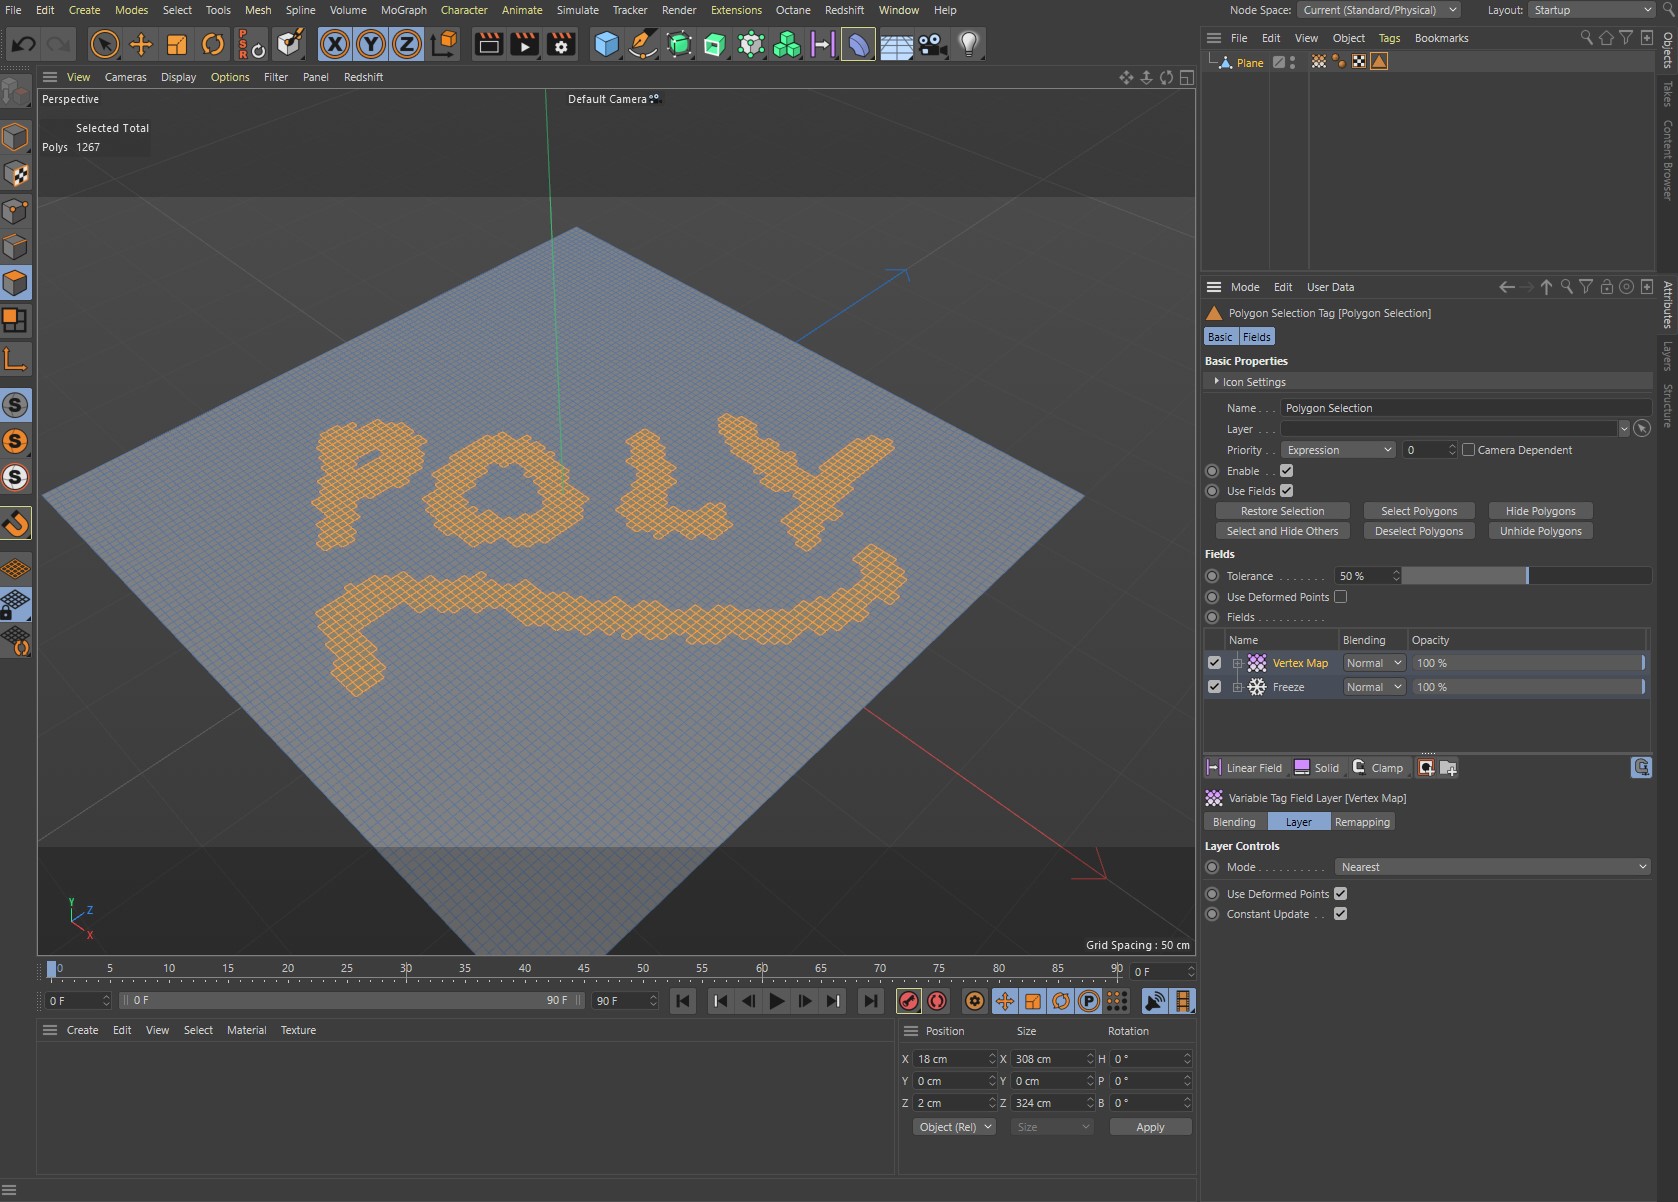 File Edit Create Modes Select Tools Mesh Spline Volume MoGraph Character Animate Simulate Tracker Render Extensions Octane Redshift Window Help
Node Space: Current (Standard/Physical) Layout: Startup
PSR X Y Z
File Edit View Object Tags Bookmarks
Plane
View Cameras Display Options Filter Panel Redshift
Perspective
Default Camera
Selected Total
Polys 1267
POLY
Y
Z
X
Grid Spacing : 50 cm
S
S
S
Objects
Takes
Content Browser
Attributes
Layers
Structure
Mode Edit User Data
Polygon Selection Tag [Polygon Selection]
Basic Fields
Basic Properties
Icon Settings
Name . . . Polygon Selection
Layer . . .
Priority . . Expression 0 Camera Dependent
Enable . .
Use Fields
Restore Selection Select Polygons Hide Polygons
Select and Hide Others Deselect Polygons Unhide Polygons
Fields
Tolerance . . . . . . . 50 %
Use Deformed Points
Fields . . . . . . . . . .
Name Blending Opacity
Vertex Map Normal 100 %
Freeze Normal 100 %
Linear Field Solid Clamp
Variable Tag Field Layer [Vertex Map]
Blending Layer Remapping
Layer Controls
Mode . . . . . . . . . . Nearest
Use Deformed Points
Constant Update . .
0 5 10 15 20 25 30 35 40 45 50 55 60 65 70 75 80 85 90 0 F
0 F 0 F 90 F 90 F P
Create Edit View Select Material Texture
Position Size Rotation
X 18 cm X 308 cm H 0 °
Y 0 cm Y 0 cm P 0 °
Z 2 cm Z 324 cm B 0 °
Object (Rel) Size Apply